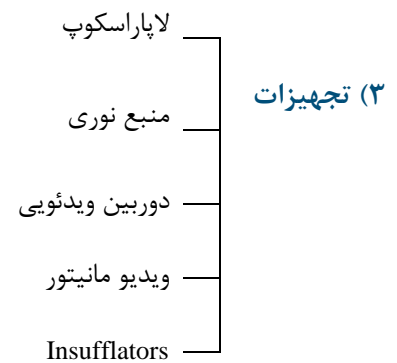 ۳) تجهیزات
لاپاراسکوپ
منبع نوری
دوربین ویدئویی
ویدیو مانیتور
Insufflators